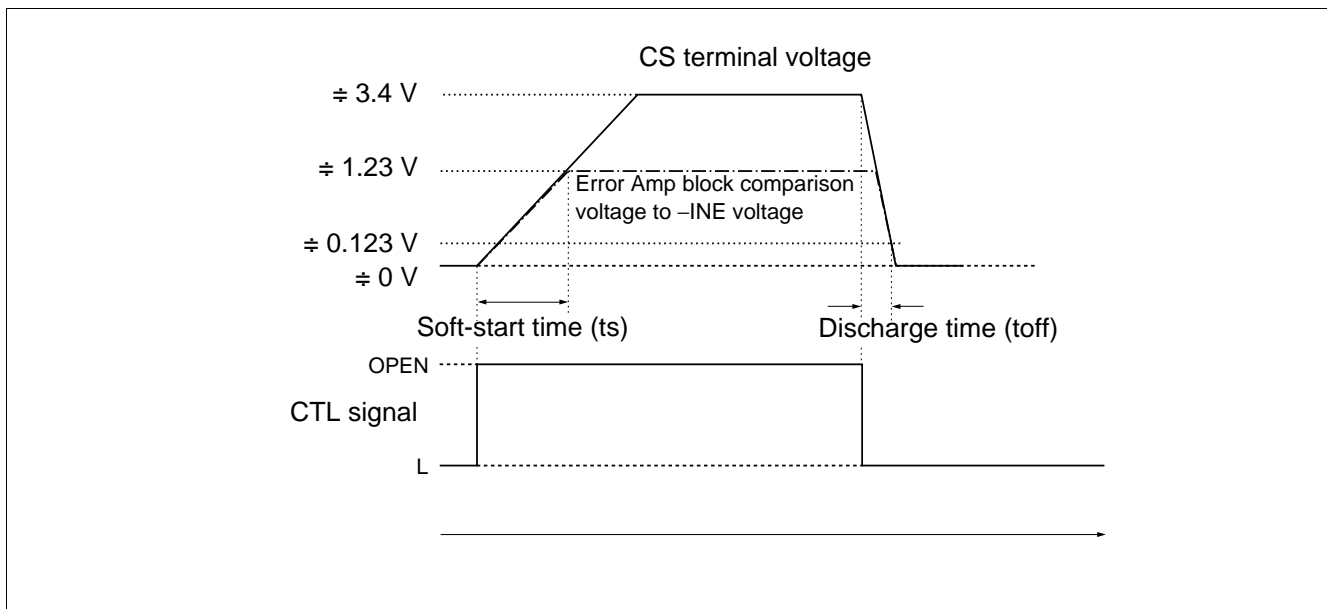 CS terminal voltage
≑ 3.4 V
≑ 1.23 V
Error Amp block comparison
voltage to −INE voltage
≑ 0.123 V
≑ 0 V
Soft-start time (ts)
Discharge time (toff)
OPEN
CTL signal
L